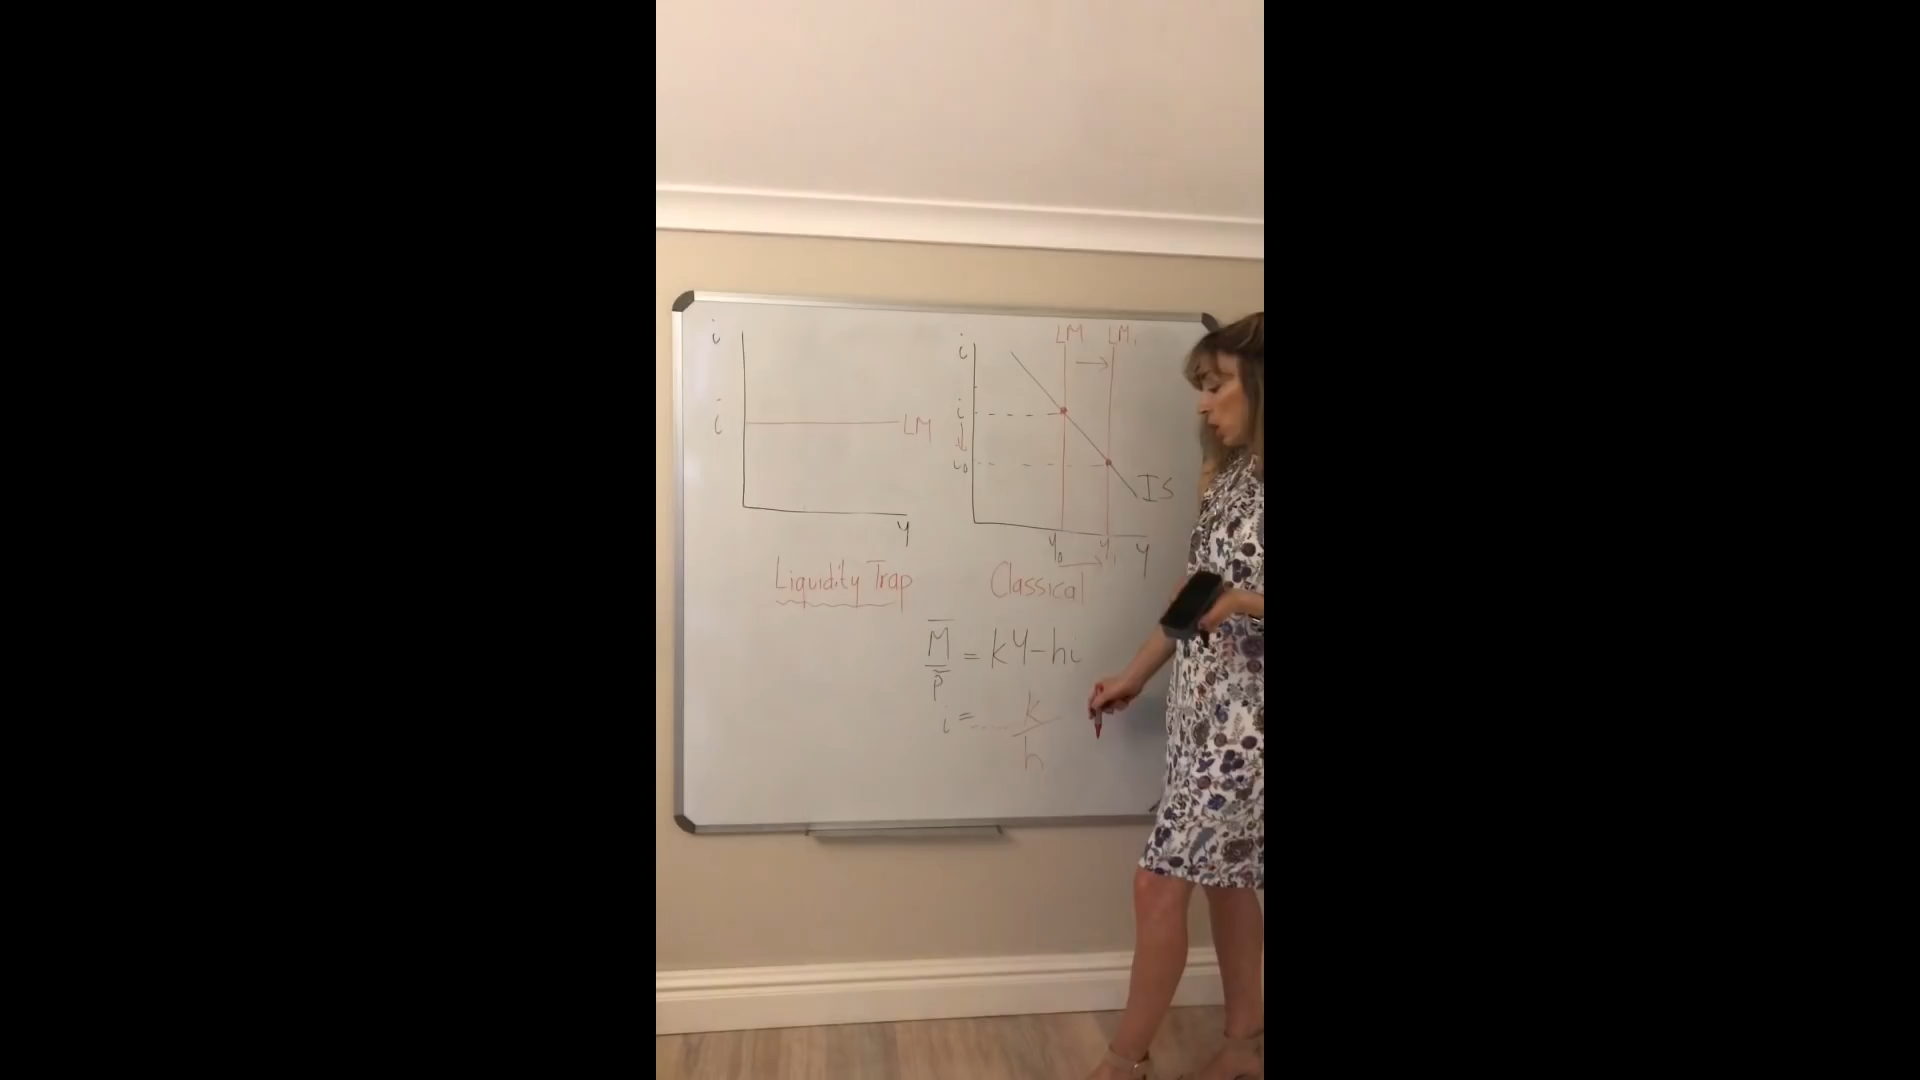 i
i
LM
Y
Liquidity Trap
LM LM₁
i
i
i₀
IS
Y₀ Y₁ Y
Classical
M̅/P̅ = kY-hi
i = ..... k/h